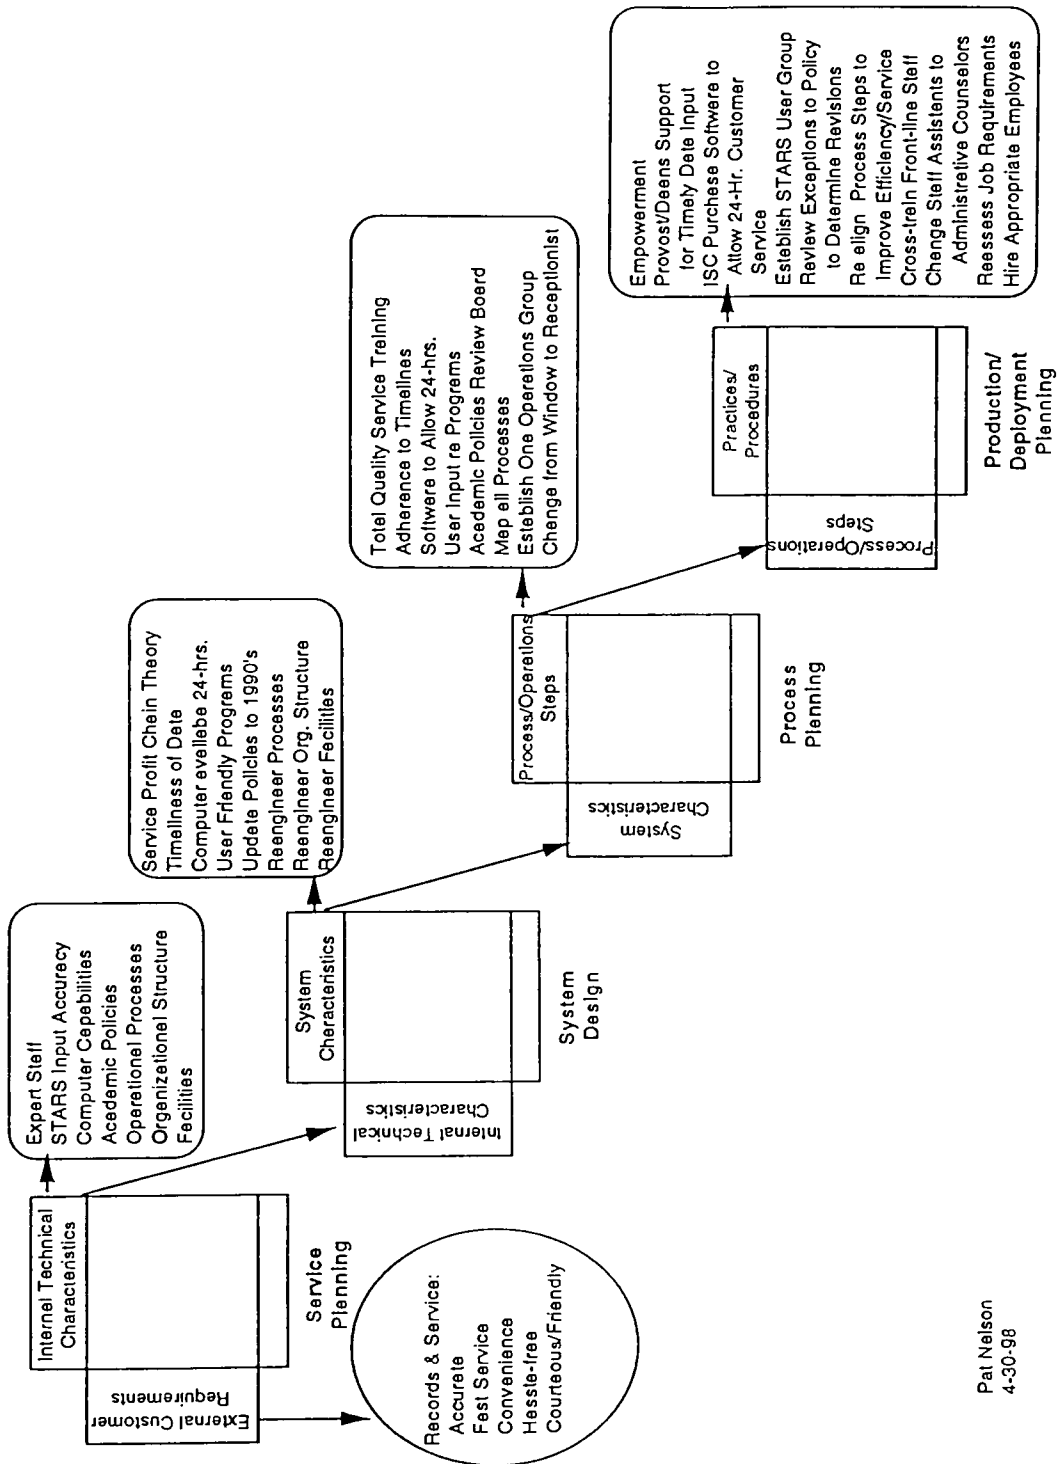 Internal Technical
Characteristics
External Customer
Requirements
Service
Planning
Records & Service:
Accurate
Fast Service
Convenience
Hassle-free
Courteous/Friendly
Expert Staff
STARS Input Accuracy
Computer Capabilities
Academic Policies
Operational Processes
Organizational Structure
Facilities
System
Characteristics
Internal Technical
Characteristics
System
Design
Service Profit Chain Theory
Timeliness of Date
Computer availabe 24-hrs.
User Friendly Programs
Update Policies to 1990's
Reengineer Processes
Reengineer Org. Structure
Reengineer Facilities
Process/Operations
Steps
System
Characteristics
Process
Planning
Total Quality Service Training
Adherence to Timelines
Software to Allow 24-hrs.
User Input re Programs
Academic Policies Review Board
Map all Processes
Establish One Operations Group
Change from Window to Receptionist
Practices/
Procedures
Process/Operations
Steps
Production/
Deployment
Planning
Empowerment
Provost/Deans Support
for Timely Date Input
ISC Purchase Software to
Allow 24-Hr. Customer
Service
Establish STARS User Group
Review Exceptions to Policy
to Determine Revisions
Re align Process Steps to
Improve Efficiency/Service
Cross-train Front-line Staff
Change Staff Assistants to
Administrative Counselors
Reassess Job Requirements
Hire Appropriate Employees
Pat Nelson
4-30-98